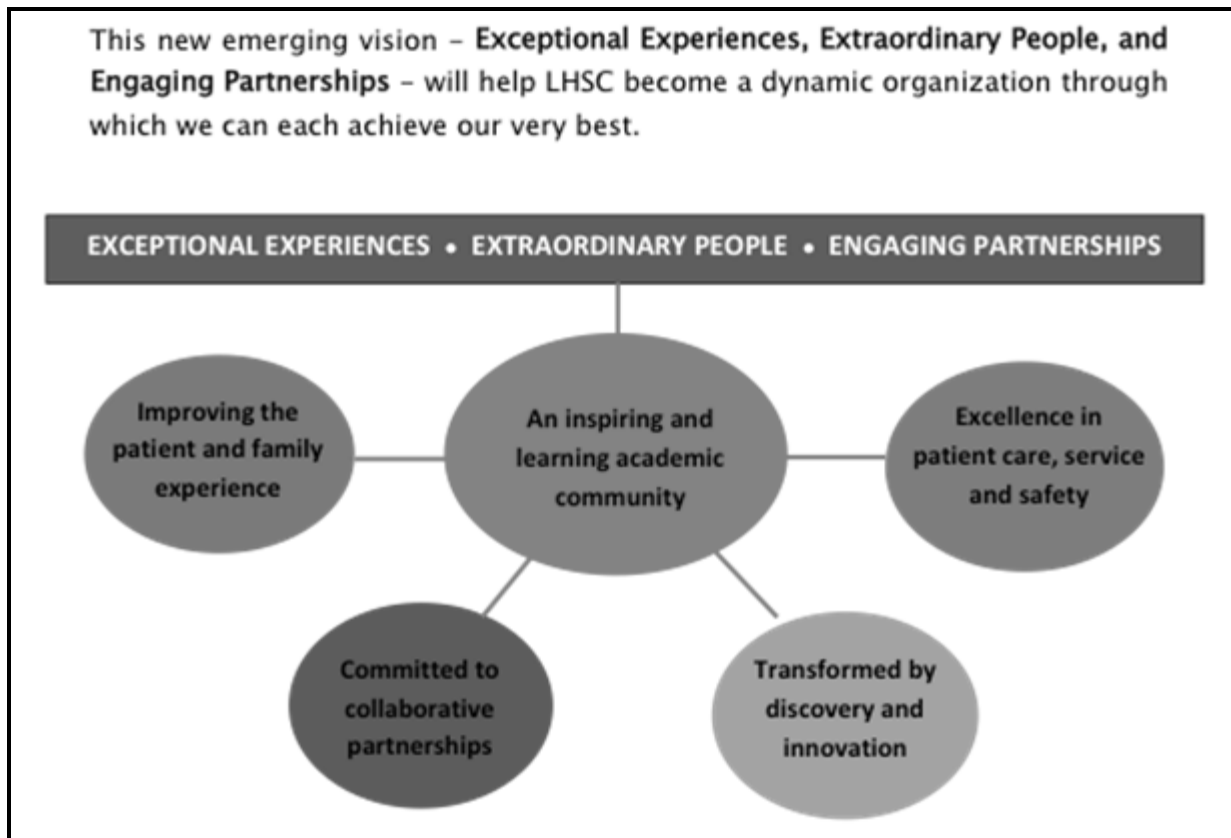 This new emerging vision – Exceptional Experiences, Extraordinary People, and
Engaging Partnerships – will help LHSC become a dynamic organization through
which we can each achieve our very best.
EXCEPTIONAL EXPERIENCES • EXTRAORDINARY PEOPLE • ENGAGING PARTNERSHIPS
Improving the
patient and family
experience
An inspiring and
learning academic
community
Excellence in
patient care, service
and safety
Committed to
collaborative
partnerships
Transformed by
discovery and
innovation